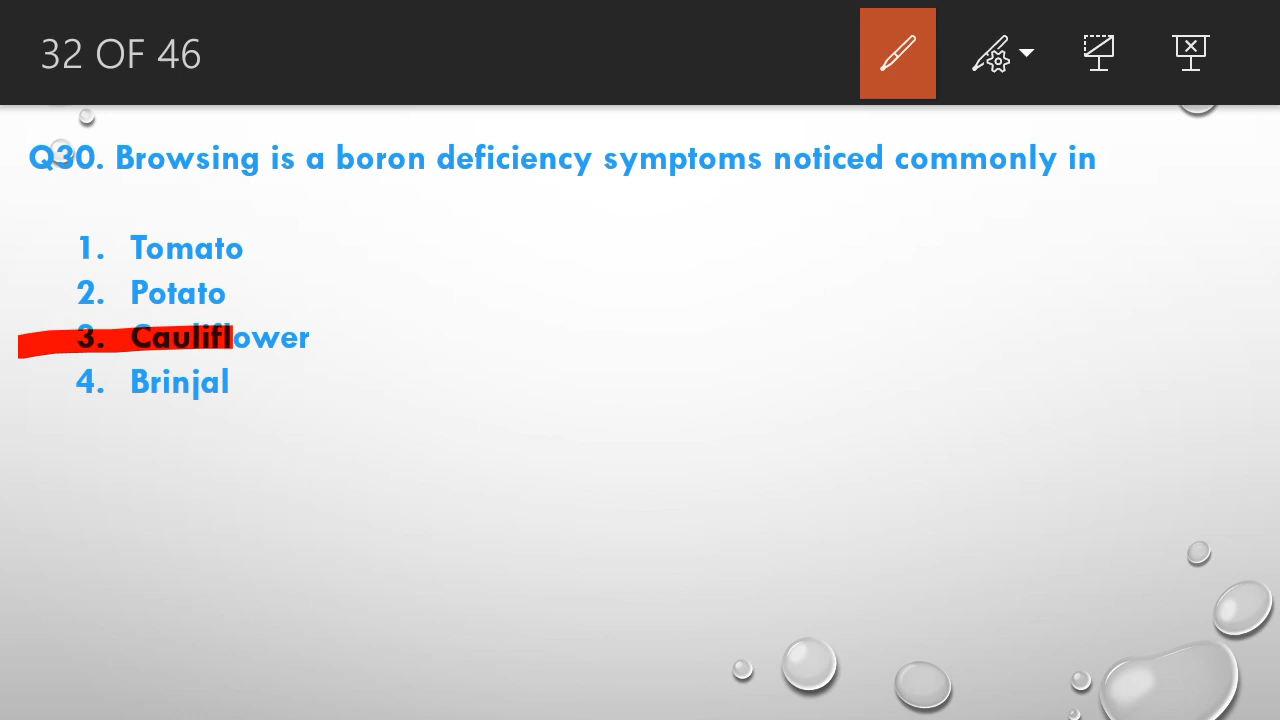 32 OF 46
Q30. Browsing is a boron deficiency symptoms noticed commonly in
1. Tomato
2. Potato
3. Cauliflower
4. Brinjal